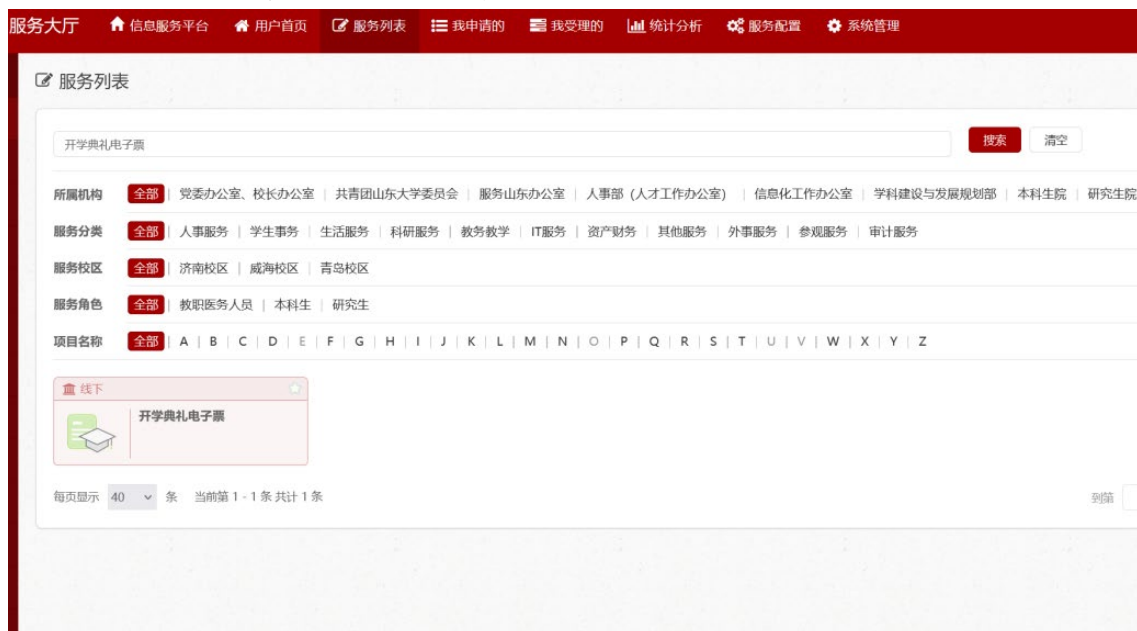 服务大厅 信息服务平台 用户首页 服务列表 我申请的 我受理的 统计分析 服务配置 系统管理
服务列表
开学典礼电子票 搜索 清空
所属机构 全部 | 党委办公室、校长办公室 | 共青团山东大学委员会 | 服务山东办公室 | 人事部 (人才工作办公室) | 信息化工作办公室 | 学科建设与发展规划部 | 本科生院 | 研究生院
服务分类 全部 | 人事服务 | 学生事务 | 生活服务 | 科研服务 | 教务教学 | IT服务 | 资产财务 | 其他服务 | 外事服务 | 参观服务 | 审计服务
服务校区 全部 | 济南校区 | 威海校区 | 青岛校区
服务角色 全部 | 教职医务人员 | 本科生 | 研究生
项目名称 全部 | A | B | C | D | E | F | G | H | I | J | K | L | M | N | O | P | Q | R | S | T | U | V | W | X | Y | Z
线下
开学典礼电子票
每页显示 40 条 当前第 1 - 1 条 共计 1 条 到第